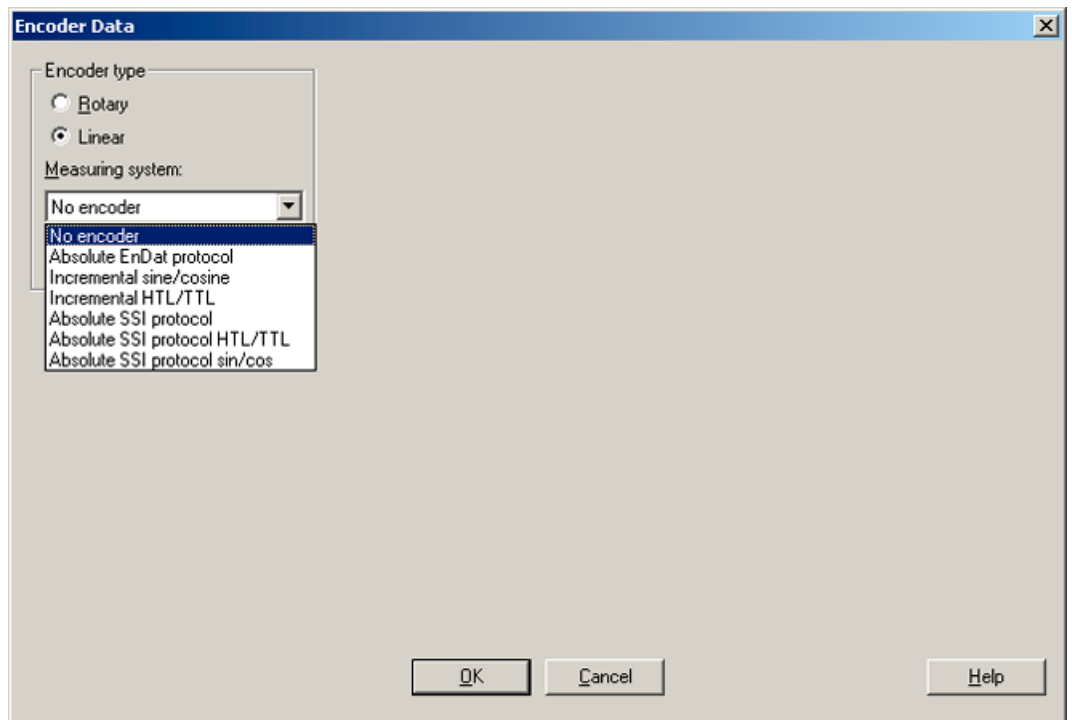 Encoder Data
Encoder type
Rotary
Linear
Measuring system:
No encoder
No encoder
Absolute EnDat protocol
Incremental sine/cosine
Incremental HTL/TTL
Absolute SSI protocol
Absolute SSI protocol HTL/TTL
Absolute SSI protocol sin/cos
OK
Cancel
Help